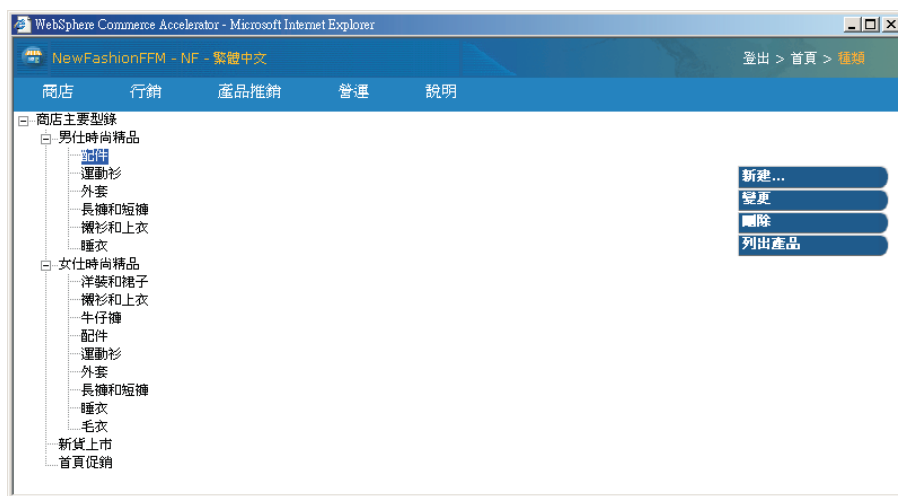 WebSphere Commerce Accelerator - Microsoft Internet Explorer
NewFashionFFM - NF - 繁體中文
登出 > 首頁 > 種類
商店 行銷 產品推銷 營運 說明
商店主要型錄
男仕時尚精品
配件
運動衫
外套
長褲和短褲
襯衫和上衣
睡衣
女仕時尚精品
洋裝和裙子
襯衫和上衣
牛仔褲
配件
運動衫
外套
長褲和短褲
睡衣
毛衣
新貨上市
首頁促銷
新建...
變更
刪除
列出產品